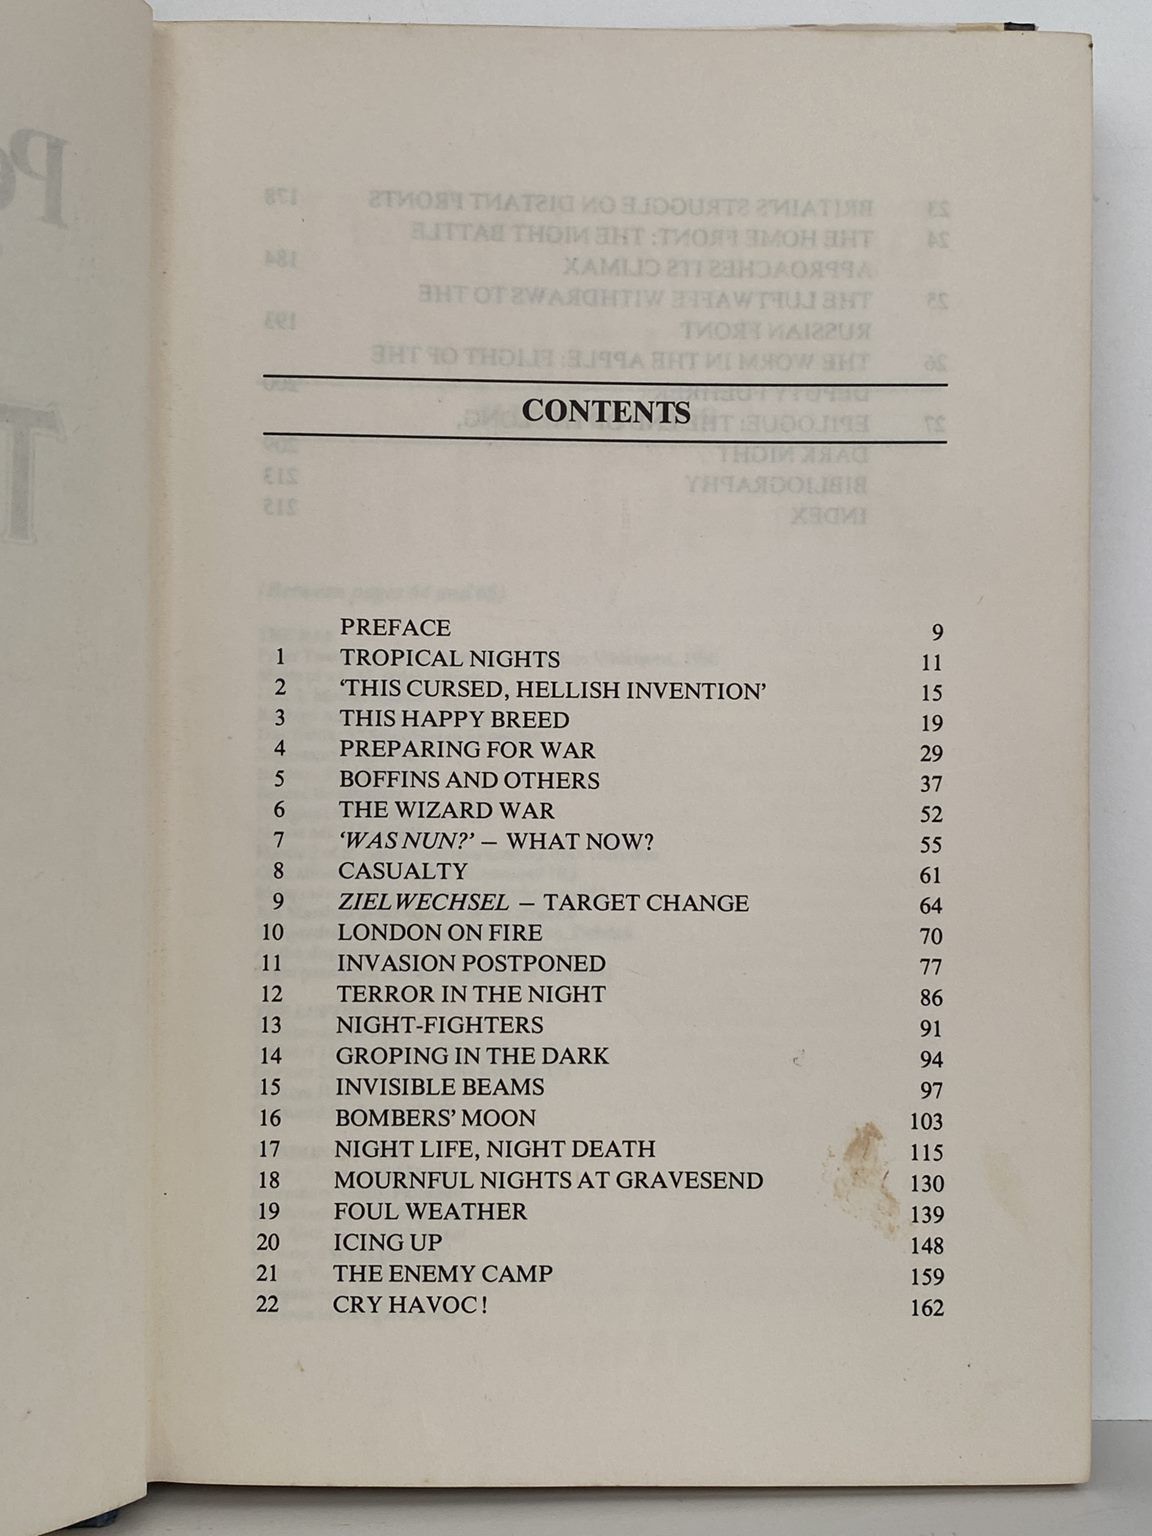 CONTENTS
PREFACE 9
1 TROPICAL NIGHTS 11
2 ‘THIS CURSED, HELLISH INVENTION’ 15
3 THIS HAPPY BREED 19
4 PREPARING FOR WAR 29
5 BOFFINS AND OTHERS 37
6 THE WIZARD WAR 52
7 ‘WAS NUN?’ – WHAT NOW? 55
8 CASUALTY 61
9 ZIELWECHSEL – TARGET CHANGE 64
10 LONDON ON FIRE 70
11 INVASION POSTPONED 77
12 TERROR IN THE NIGHT 86
13 NIGHT-FIGHTERS 91
14 GROPING IN THE DARK 94
15 INVISIBLE BEAMS 97
16 BOMBERS’ MOON 103
17 NIGHT LIFE, NIGHT DEATH 115
18 MOURNFUL NIGHTS AT GRAVESEND 130
19 FOUL WEATHER 139
20 ICING UP 148
21 THE ENEMY CAMP 159
22 CRY HAVOC! 162